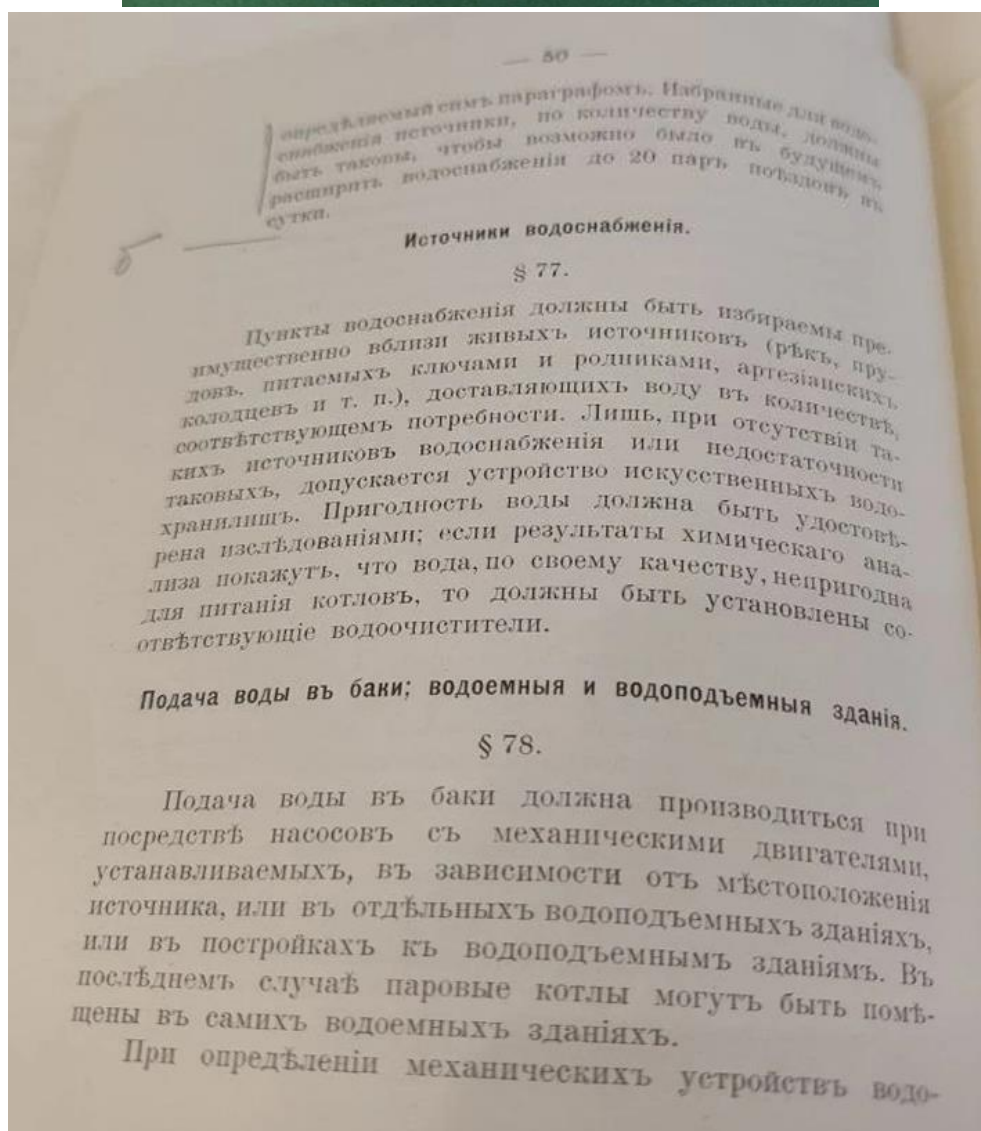 — 50 —
опредѣляемый симъ параграфомъ. Избранные для водо-
снабженія источники, по количеству воды, должны
быть таковы, чтобы возможно было въ будущемъ
расширить водоснабженія до 20 паръ поѣздовъ въ
сутки.
б —
Источники водоснабженія.
§ 77.
Пункты водоснабженія должны быть избираемы пре-
имущественно вблизи живыхъ источниковъ (рѣкъ, пру-
довъ, питаемыхъ ключами и родниками, артезіанскихъ
колодцевъ и т. п.), доставляющихъ воду въ количествѣ,
соотвѣтствующемъ потребности. Лишь, при отсутствіи та-
кихъ источниковъ водоснабженія или недостаточности
таковыхъ, допускается устройство искусственныхъ водо-
хранилищъ. Пригодность воды должна быть удостовѣ-
рена изслѣдованіями; если результаты химическаго ана-
лиза покажутъ, что вода, по своему качеству, непригодна
для питанія котловъ, то должны быть установлены со-
отвѣтствующіе водоочистители.
Подача воды въ баки; водоемныя и водоподъемныя зданія.
§ 78.
Подача воды въ баки должна производиться при
посредствѣ насосовъ съ механическими двигателями,
устанавливаемыхъ, въ зависимости отъ мѣстоположенія
источника, или въ отдѣльныхъ водоподъемныхъ зданіяхъ,
или въ постройкахъ къ водоподъемнымъ зданіямъ. Въ
послѣднемъ случаѣ паровые котлы могутъ быть помѣ-
щены въ самихъ водоемныхъ зданіяхъ.
При опредѣленіи механическихъ устройствъ водо-